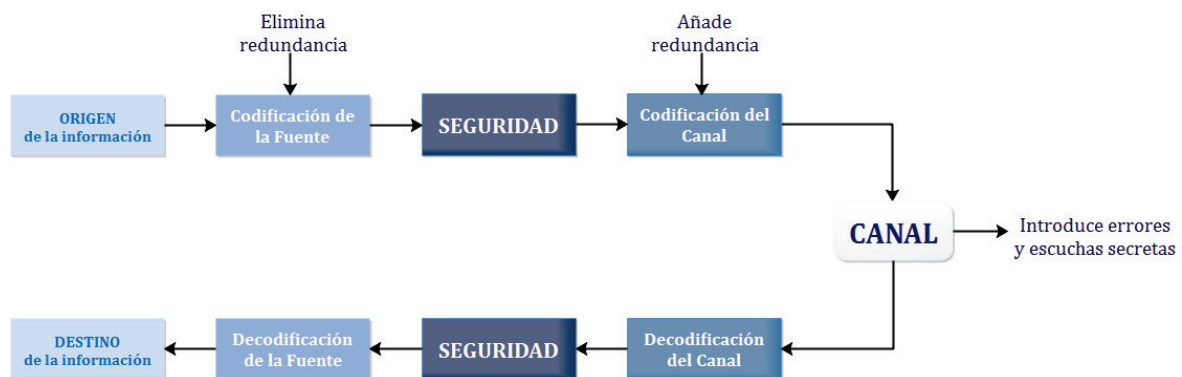 Elimina
redundancia
Añade
redundancia
ORIGEN
de la información
Codificación de
la Fuente
SEGURIDAD
Codificación del
Canal
CANAL
Introduce errores
y escuchas secretas
DESTINO
de la información
Decodificación
de la Fuente
SEGURIDAD
Decodificación
del Canal